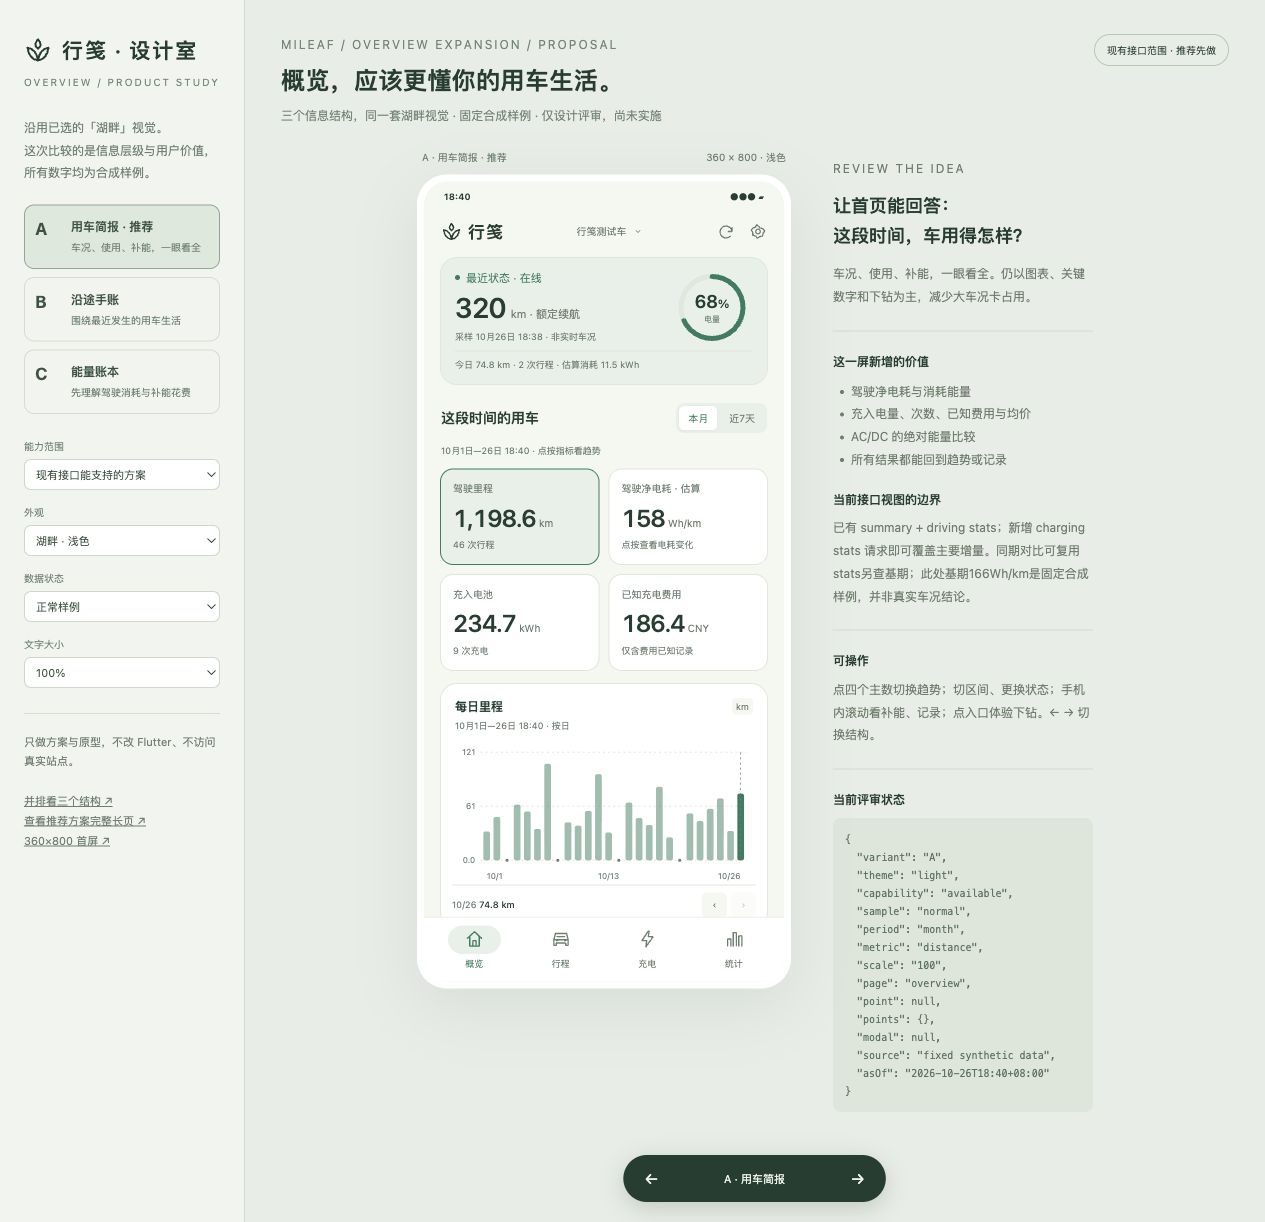 行笺 · 设计室
OVERVIEW / PRODUCT STUDY
沿用已选的「湖畔」视觉。
这次比较的是信息层级与用户价值，
所有数字均为合成样例。
A
用车简报 · 推荐
车况、使用、补能，一眼看全
B
沿途手账
围绕最近发生的用车生活
C
能量账本
先理解驾驶消耗与补能花费
能力范围
现有接口能支持的方案
外观
湖畔 · 浅色
数据状态
正常样例
文字大小
100%
只做方案与原型，不改 Flutter、不访问
真实站点。
并排看三个结构 ↗
查看推荐方案完整长页 ↗
360×800 首屏 ↗
MILEAF / OVERVIEW EXPANSION / PROPOSAL
概览，应该更懂你的用车生活。
三个信息结构，同一套湖畔视觉 · 固定合成样例 · 仅设计评审，尚未实施
现有接口范围 · 推荐先做
A · 用车简报 · 推荐
360 × 800 · 浅色
18:40
行笺
行笺测试车
最近状态 · 在线
320 km · 额定续航
采样 10月26日 18:38 · 非实时车况
68%
电量
今日 74.8 km · 2 次行程 · 估算消耗 11.5 kWh
这段时间的用车
本月
近7天
10月1日—26日 18:40 · 点按指标看趋势
驾驶里程
1,198.6 km
46 次行程
驾驶净电耗 · 估算
158 Wh/km
点按查看电耗变化
充入电池
234.7 kWh
9 次充电
已知充电费用
186.4 CNY
仅含费用已知记录
每日里程
km
10月1日—26日 18:40 · 按日
121
61
0.0
10/1
10/13
10/26
10/26 74.8 km
‹
›
概览
行程
充电
统计
REVIEW THE IDEA
让首页能回答：
这段时间，车用得怎样？
车况、使用、补能，一眼看全。仍以图表、关键
数字和下钻为主，减少大车况卡占用。
这一屏新增的价值
• 驾驶净电耗与消耗能量
• 充入电量、次数、已知费用与均价
• AC/DC 的绝对能量比较
• 所有结果都能回到趋势或记录
当前接口视图的边界
已有 summary + driving stats；新增 charging
stats 请求即可覆盖主要增量。同期对比可复用
stats另查基期；此处基期166Wh/km是固定合成
样例，并非真实车况结论。
可操作
点四个主数切换趋势；切区间、更换状态；手机
内滚动看补能、记录；点入口体验下钻。← → 切
换结构。
当前评审状态
{
"variant": "A",
"theme": "light",
"capability": "available",
"sample": "normal",
"period": "month",
"metric": "distance",
"scale": "100",
"page": "overview",
"point": null,
"points": {},
"modal": null,
"source": "fixed synthetic data",
"asOf": "2026-10-26T18:40+08:00"
}
← A · 用车简报 →